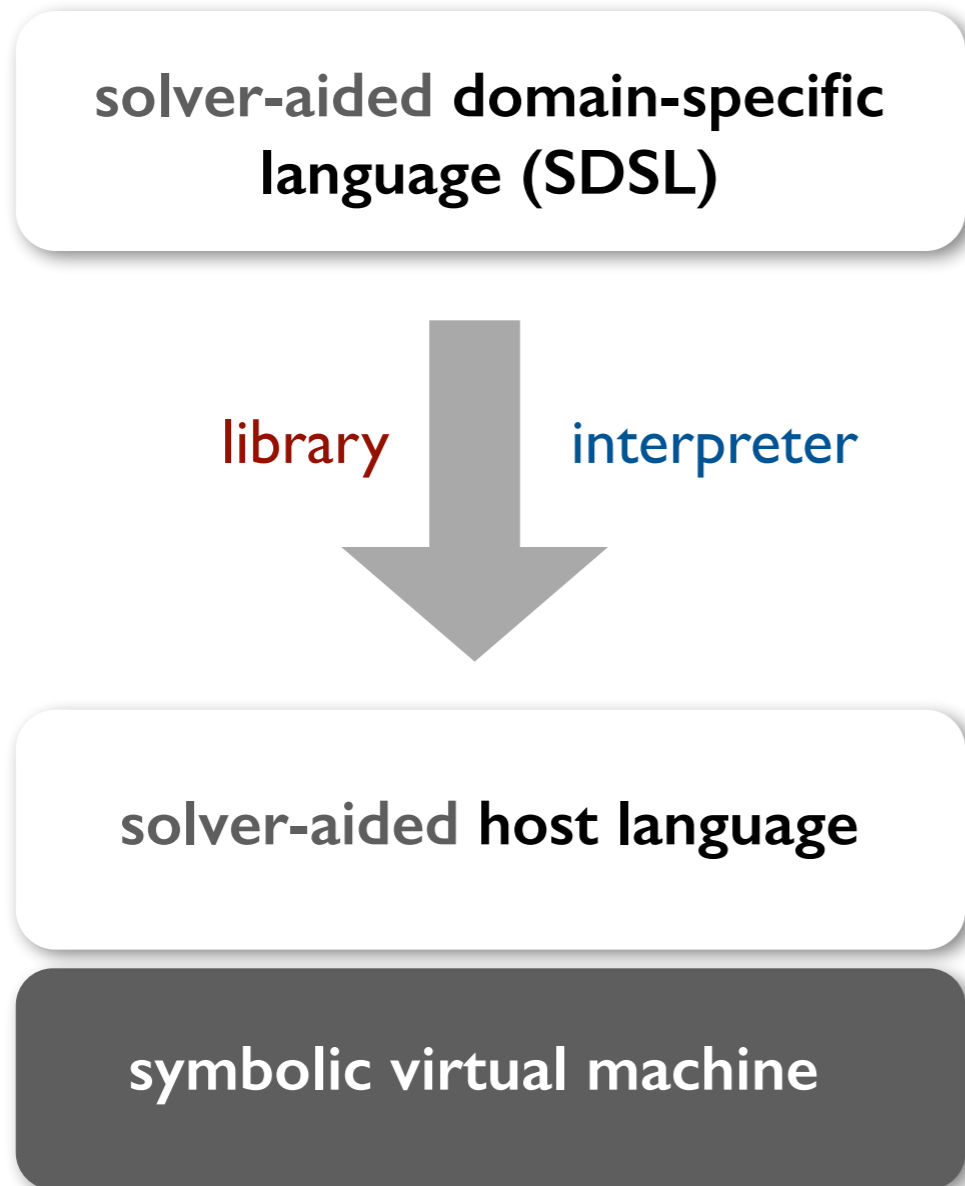 solver-aided domain-specific
language (SDSL)
library interpreter
solver-aided host language
symbolic virtual machine